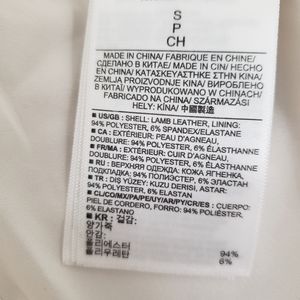 S
P
CH
MADE IN CHINA/ FABRIQUE EN CHINE/
СДЕЛАНО В КИТАЕ/ MADE IN CIN/ HECHO
EN CHINA/ ΚΑΤΑΣΚΕΥΑΣΤΗΚΕ ΣΤΗΝ ΚΙΝΑ/
ZEMLJA PROIZVODNJE KINA/ ВИРОБЛЕНО
В КИТАЇ/ WYPRODUKOWANO W CHINACH/
FABRICADO NA CHINA/ SZÁRMAZÁSI
HELY: KÍNA/ 中國製造
US/GB : SHELL: LAMB LEATHER, LINING:
94% POLYESTER, 6% SPANDEX/ELASTANE
CA : EXTÉRIEUR: PEAU D'AGNEAU,
DOUBLURE: 94% POLYESTER, 6% ÉLASTHANNE
FR/MA : EXTÉRIEUR: CUIR D'AGNEAU,
DOUBLURE: 94% POLYESTER, 6% ÉLASTHANNE
RU : ВЕРХНЯЯ ОДЕЖДА: КОЖА ЯГНЕНКА,
ПОДКЛАДКА: 94% ПОЛИЭСТЕР, 6% ЭЛАСТАН
TR : DIŞ YÜZEY: KUZU DERISI, ASTAR:
94% POLYESTER, 6% ELASTAN
CL/CO/MX/PA/PE/UY/AR/PY/EC/ES : CUERPO:
PIEL DE CORDERO, FORRO: 94% POLIÉSTER,
6% ELASTANO
KR : 겉감:
양가죽
안감:
폴리에스터 94%
폴리우레탄 6%